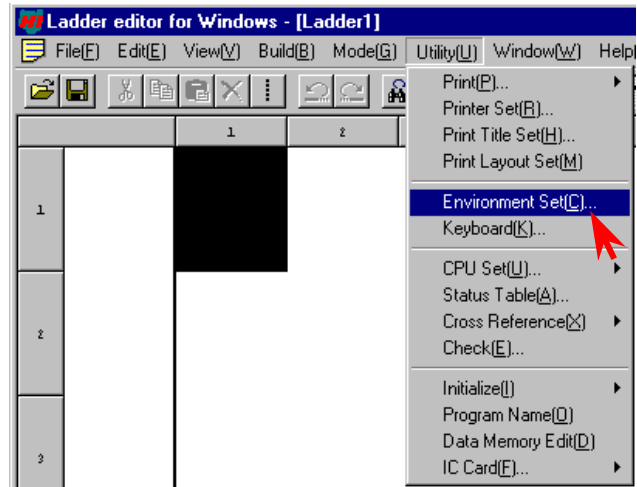 Ladder editor for Windows - [Ladder1]
File(F) Edit(E) View(V) Build(B) Mode(G) Utility(U) Window(W) Help
1 2
Print(P)...
Printer Set(R)...
Print Title Set(H)...
Print Layout Set(M)
Environment Set(C)...
Keyboard(K)...
CPU Set(U)...
Status Table(A)...
Cross Reference(X)
Check(E)...
Initialize(I)
Program Name(O)
Data Memory Edit(D)
IC Card(F)...
1
2
3